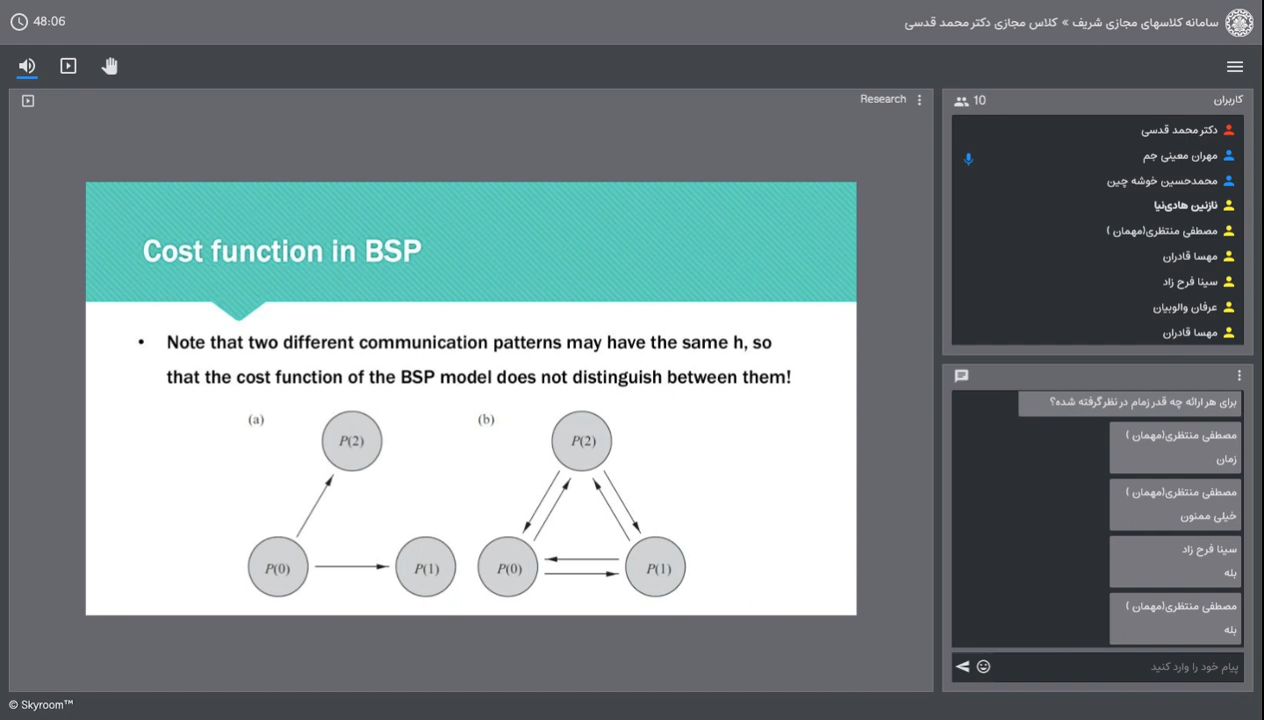 48:06
سامانه کلاسهای مجازی شریف » کلاس مجازی دکتر محمد قدسی
Research
Cost function in BSP
• Note that two different communication patterns may have the same h, so
that the cost function of the BSP model does not distinguish between them!
(a)
P(2)
P(0)
P(1)
(b)
P(2)
P(0)
P(1)
10
کاربران
دکتر محمد قدسی
مهران معینی جم
محمدحسین خوشه چین
نازنین هادی‌نیا
مصطفی منتظری(مهمان )
مهسا قادران
سینا فرح زاد
عرفان والوبیان
مهسا قادران
برای هر ارائه چه قدر زمام در نظر گرفته شده؟
مصطفی منتظری(مهمان )
زمان
مصطفی منتظری(مهمان )
خیلی ممنون
سینا فرح زاد
بله
مصطفی منتظری(مهمان )
بله
پیام خود را وارد کنید
© Skyroom™